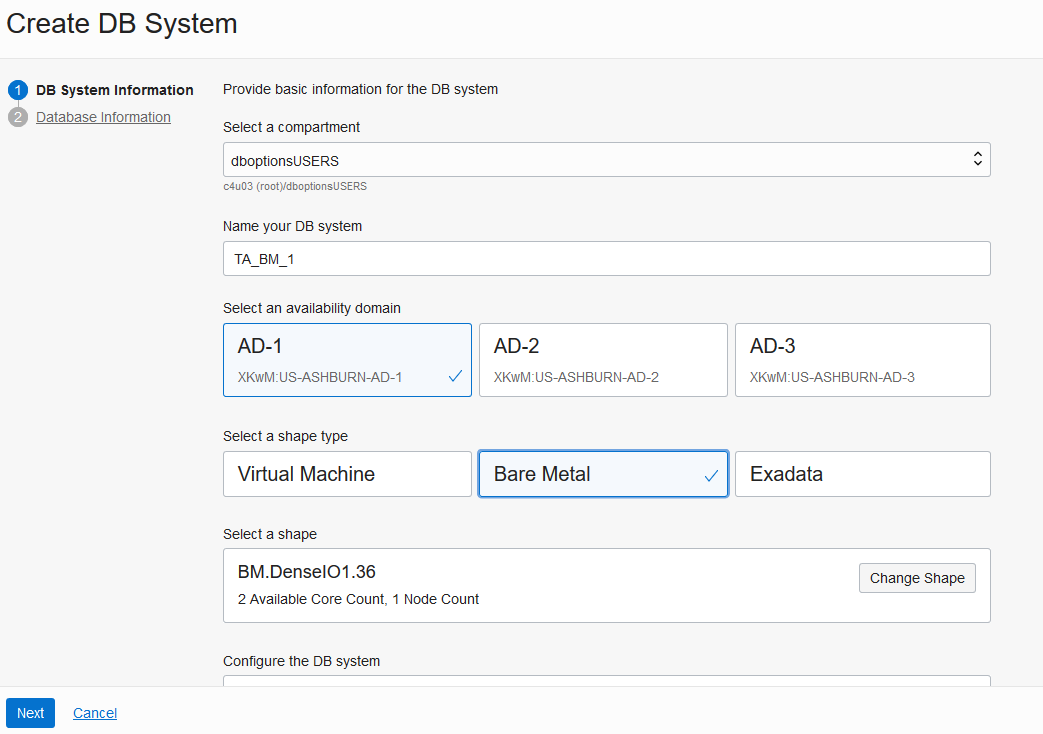 Create DB System
1 DB System Information
2 Database Information
Provide basic information for the DB system
Select a compartment
dboptionsUSERS
c4u03 (root)/dboptionsUSERS
Name your DB system
TA_BM_1
Select an availability domain
AD-1
XKwM:US-ASHBURN-AD-1
AD-2
XKwM:US-ASHBURN-AD-2
AD-3
XKwM:US-ASHBURN-AD-3
Select a shape type
Virtual Machine
Bare Metal
Exadata
Select a shape
BM.DenseIO1.36
2 Available Core Count, 1 Node Count
Change Shape
Configure the DB system
Next
Cancel